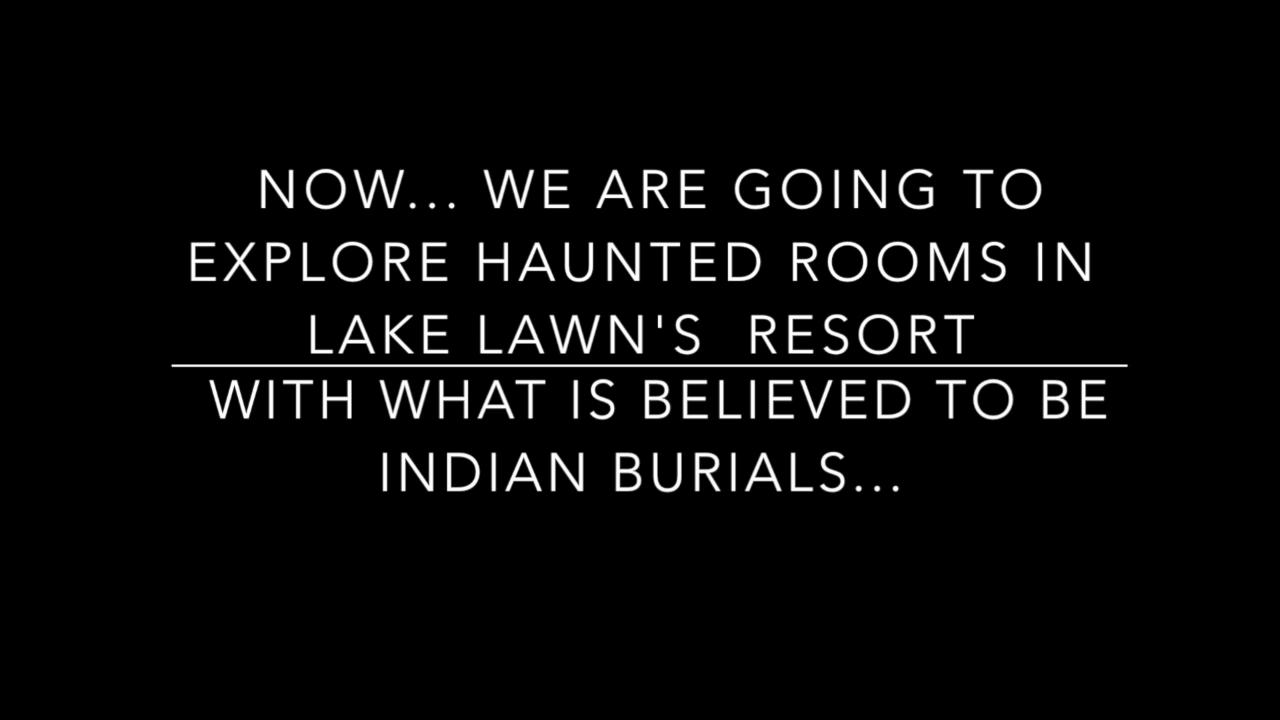 NOW... WE ARE GOING TO
EXPLORE HAUNTED ROOMS IN
LAKE LAWN'S  RESORT
WITH WHAT IS BELIEVED TO BE
INDIAN BURIALS...